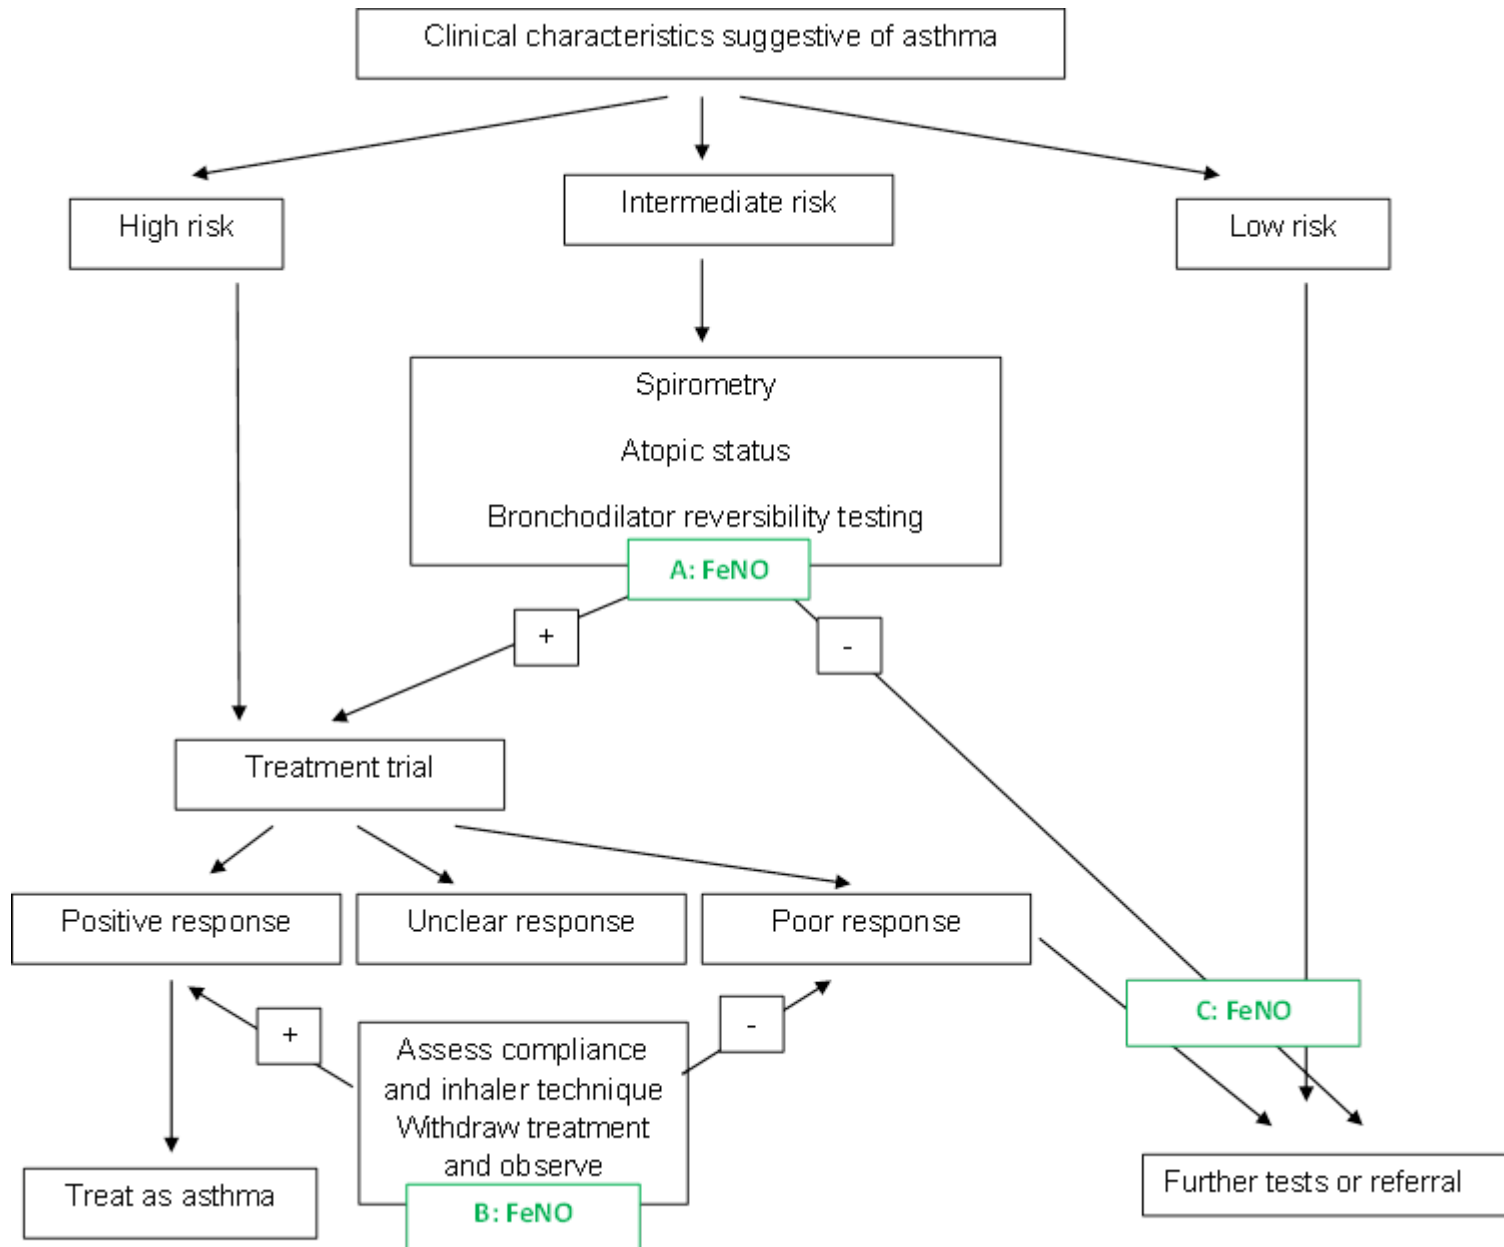 Clinical characteristics suggestive of asthma
High risk
Intermediate risk
Low risk
Spirometry
Atopic status
Bronchodilator reversibility testing
A: FeNO
+
-
Treatment trial
Positive response
Unclear response
Poor response
C: FeNO
+
-
Assess compliance
and inhaler technique
Withdraw treatment
and observe
B: FeNO
Treat as asthma
Further tests or referral